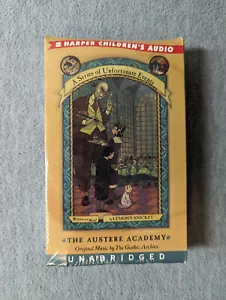 HARPER CHILDREN'S AUDIO
A Series of Unfortunate Events
by LEMONY SNICKET
THE AUSTERE ACADEMY
Original Music by The Gothic Archies
UNABRIDGED